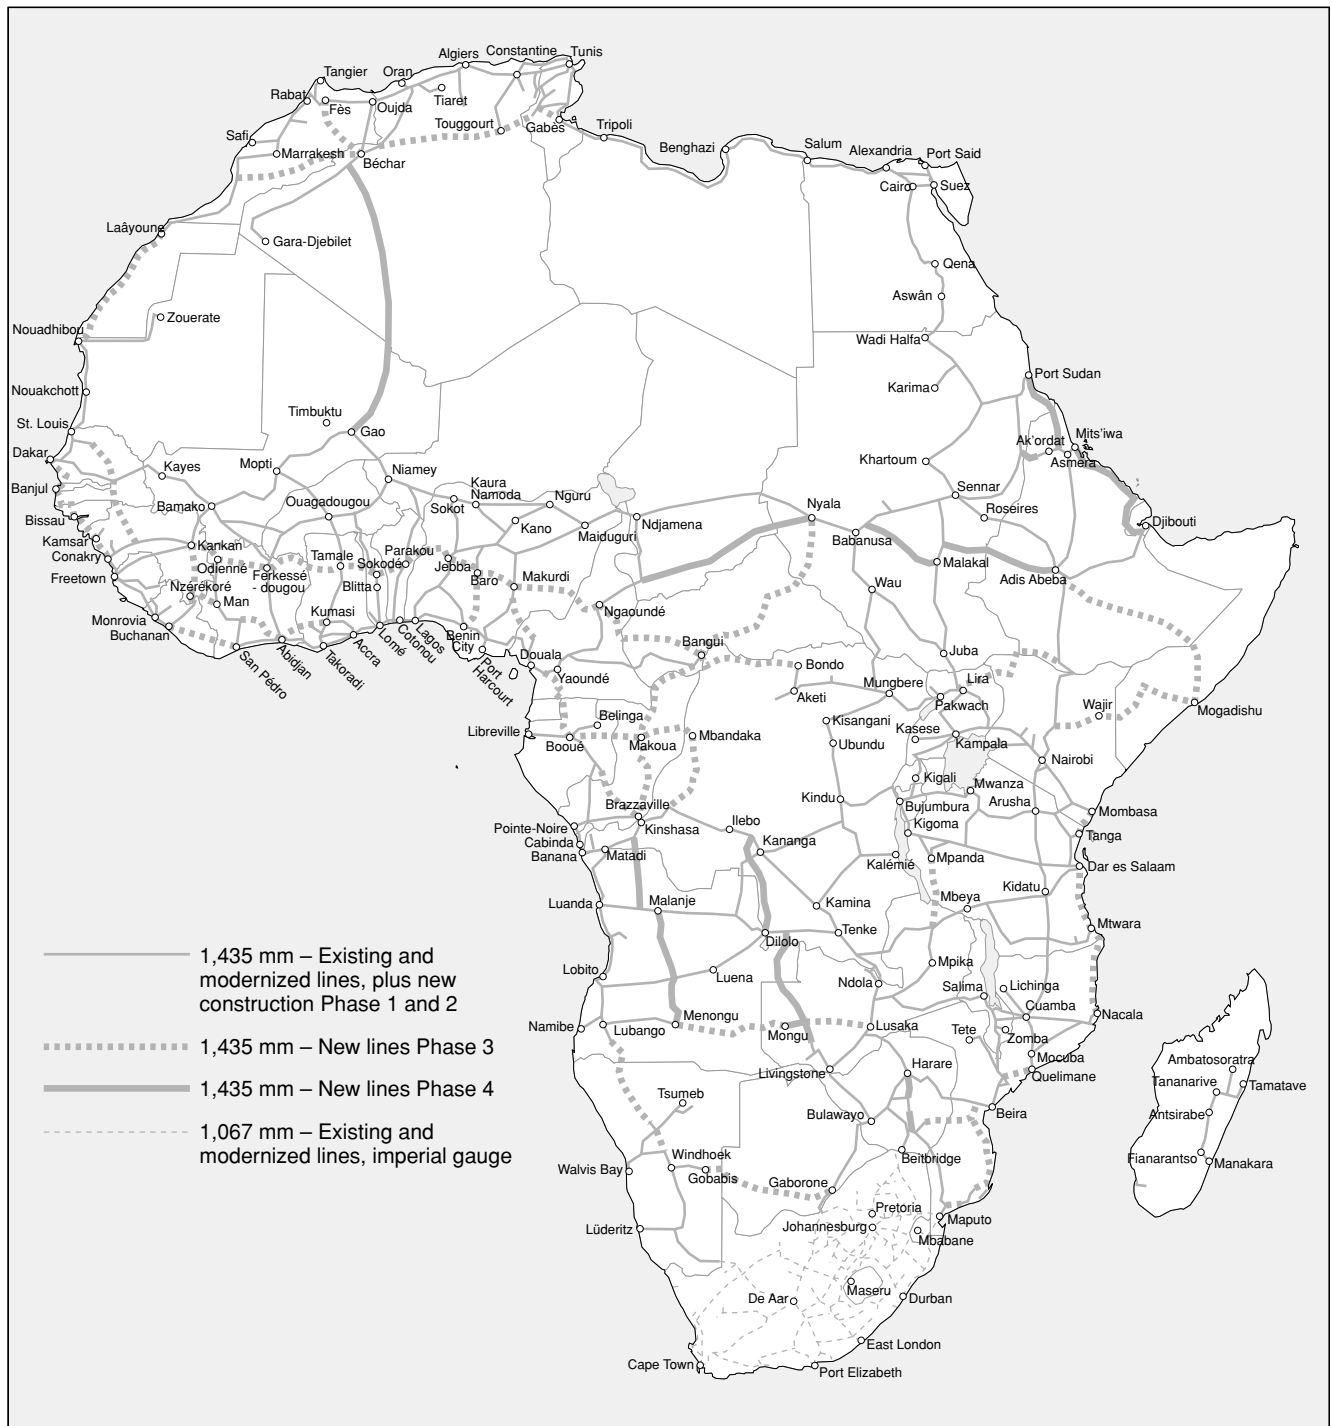 Algiers
Constantine
Tunis
Tangier
Oran
Rabat
Fès
Oujda
Tiaret
Touggourt
Gabès
Tripoli
Safi
Marrakesh
Béchar
Benghazi
Salum
Alexandria
Port Said
Cairo
Suez
Laâyoune
Gara-Djebilet
Qena
Aswân
Zouerate
Nouadhibou
Wadi Halfa
Port Sudan
Nouakchott
Karima
Timbuktu
St. Louis
Gao
Ak'ordat
Mits'iwa
Asmera
Dakar
Kayes
Mopti
Niamey
Khartoum
Banjul
Ouagadougou
Kaura
Namoda
Nguru
Sennar
Bamako
Sokot
Nyala
Roseires
Bissau
Kano
Ndjamena
Djibouti
Kamsar
Maiduguri
Babanusa
Conakry
Kankan
Odienné
Tamale
Parakou
Sokodé
Jebba
Malakal
Freetown
Ferkessé
- dougou
Blitta
Baro
Makurdi
Adis Abeba
Nzérékoré
Man
Wau
Kumasi
Ngaoundé
Monrovia
Buchanan
San Pédro
Abidjan
Takoradi
Accra
Lomé
Cotonou
Lagos
Benin
City
Port
Harcourt
Bangui
Juba
Douala
Yaoundé
Bondo
Aketi
Mungbere
Lira
Pakwach
Wajir
Mogadishu
Belinga
Libreville
Booué
Makoua
Mbandaka
Kisangani
Ubundu
Kasese
Kampala
Nairobi
Kigali
Mwanza
Kindu
Bujumbura
Arusha
Mombasa
Brazzaville
Pointe-Noire
Kinshasa
Ilebo
Kigoma
Cabinda
Kananga
Tanga
Banana
Matadi
Kalémié
Mpanda
Dar es Salaam
Luanda
Malanje
Kamina
Mbeya
Kidatu
Mtwara
Dilolo
Tenke
1,435 mm – Existing and
modernized lines, plus new
construction Phase 1 and 2
Lobito
Luena
Ndola
Mpika
Salima
Lichinga
Cuamba
Namibe
Lubango
Menongu
Mongu
Lusaka
Tete
Zomba
Nacala
1,435 mm – New lines Phase 3
Mocuba
Livingstone
Harare
Quelimane
Ambatosoratra
Tananarive
Tamatave
1,435 mm – New lines Phase 4
Tsumeb
Bulawayo
Beira
Antsirabe
1,067 mm – Existing and
modernized lines, imperial gauge
Walvis Bay
Windhoek
Gobabis
Beitbridge
Fianarantso
Manakara
Gaborone
Pretoria
Lüderitz
Johannesburg
Maputo
Mbabane
De Aar
Maseru
Durban
East London
Cape Town
Port Elizabeth